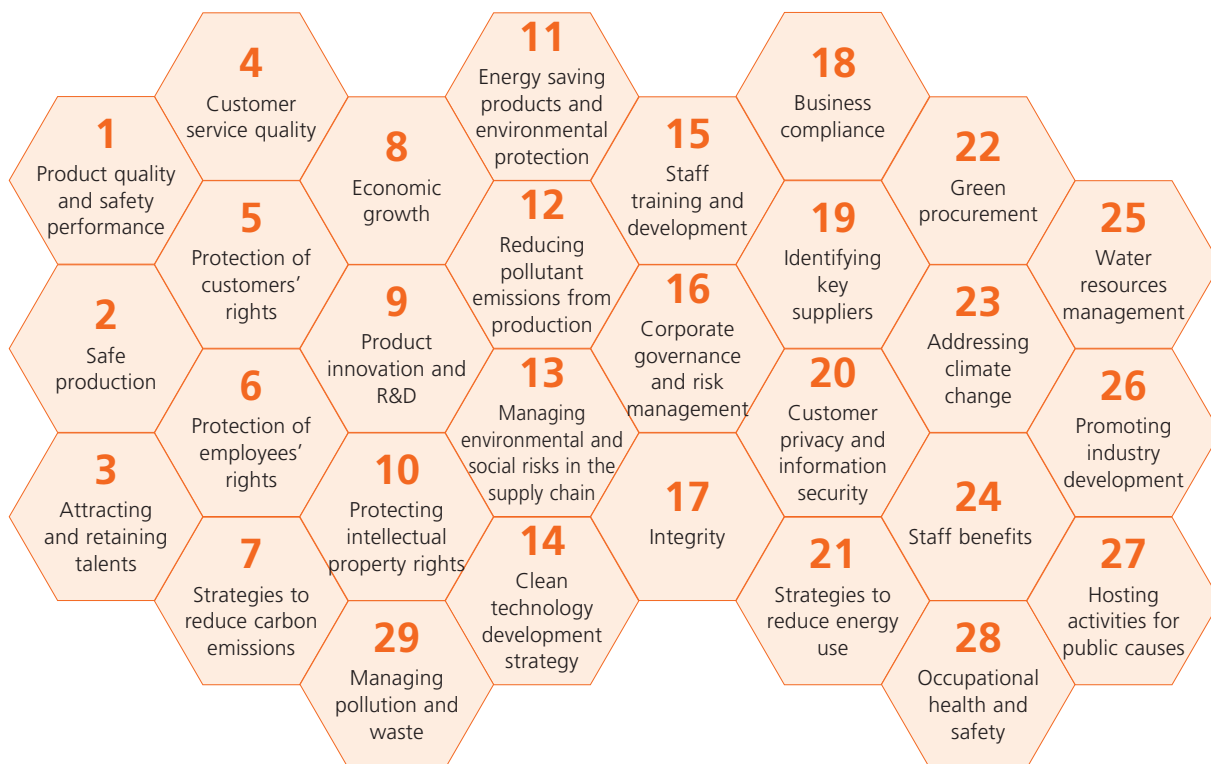 1
Product quality
and safety
performance
2
Safe
production
3
Attracting
and retaining
talents
4
Customer
service quality
5
Protection of
customers’
rights
6
Protection of
employees’
rights
7
Strategies to
reduce carbon
emissions
8
Economic
growth
9
Product
innovation and
R&D
10
Protecting
intellectual
property rights
29
Managing
pollution and
waste
11
Energy saving
products and
environmental
protection
12
Reducing
pollutant
emissions from
production
13
Managing
environmental and
social risks in the
supply chain
14
Clean
technology
development
strategy
15
Staff
training and
development
16
Corporate
governance
and risk
management
17
Integrity
18
Business
compliance
19
Identifying
key
suppliers
20
Customer
privacy and
information
security
21
Strategies to
reduce energy
use
22
Green
procurement
23
Addressing
climate
change
24
Staff benefits
28
Occupational
health and
safety
25
Water
resources
management
26
Promoting
industry
development
27
Hosting
activities for
public causes